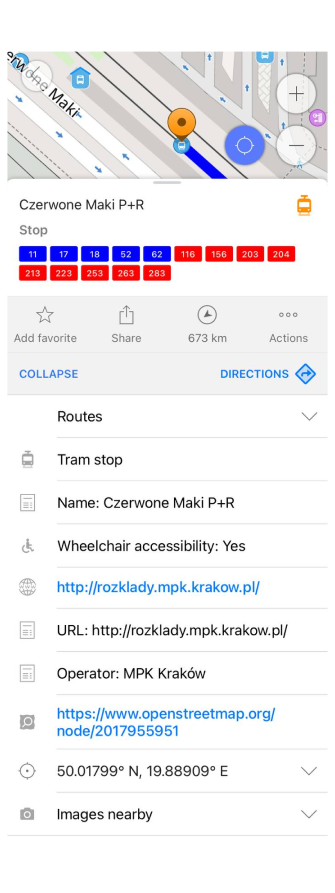 erwone Maki
Czerwone Maki P+R
Stop
11 17 18 52 62 116 156 203 204
213 223 253 263 283
Add favorite Share 673 km Actions
COLLAPSE DIRECTIONS
Routes
Tram stop
Name: Czerwone Maki P+R
Wheelchair accessibility: Yes
http://rozklady.mpk.krakow.pl/
URL: http://rozklady.mpk.krakow.pl/
Operator: MPK Kraków
https://www.openstreetmap.org/
node/2017955951
50.01799° N, 19.88909° E
Images nearby